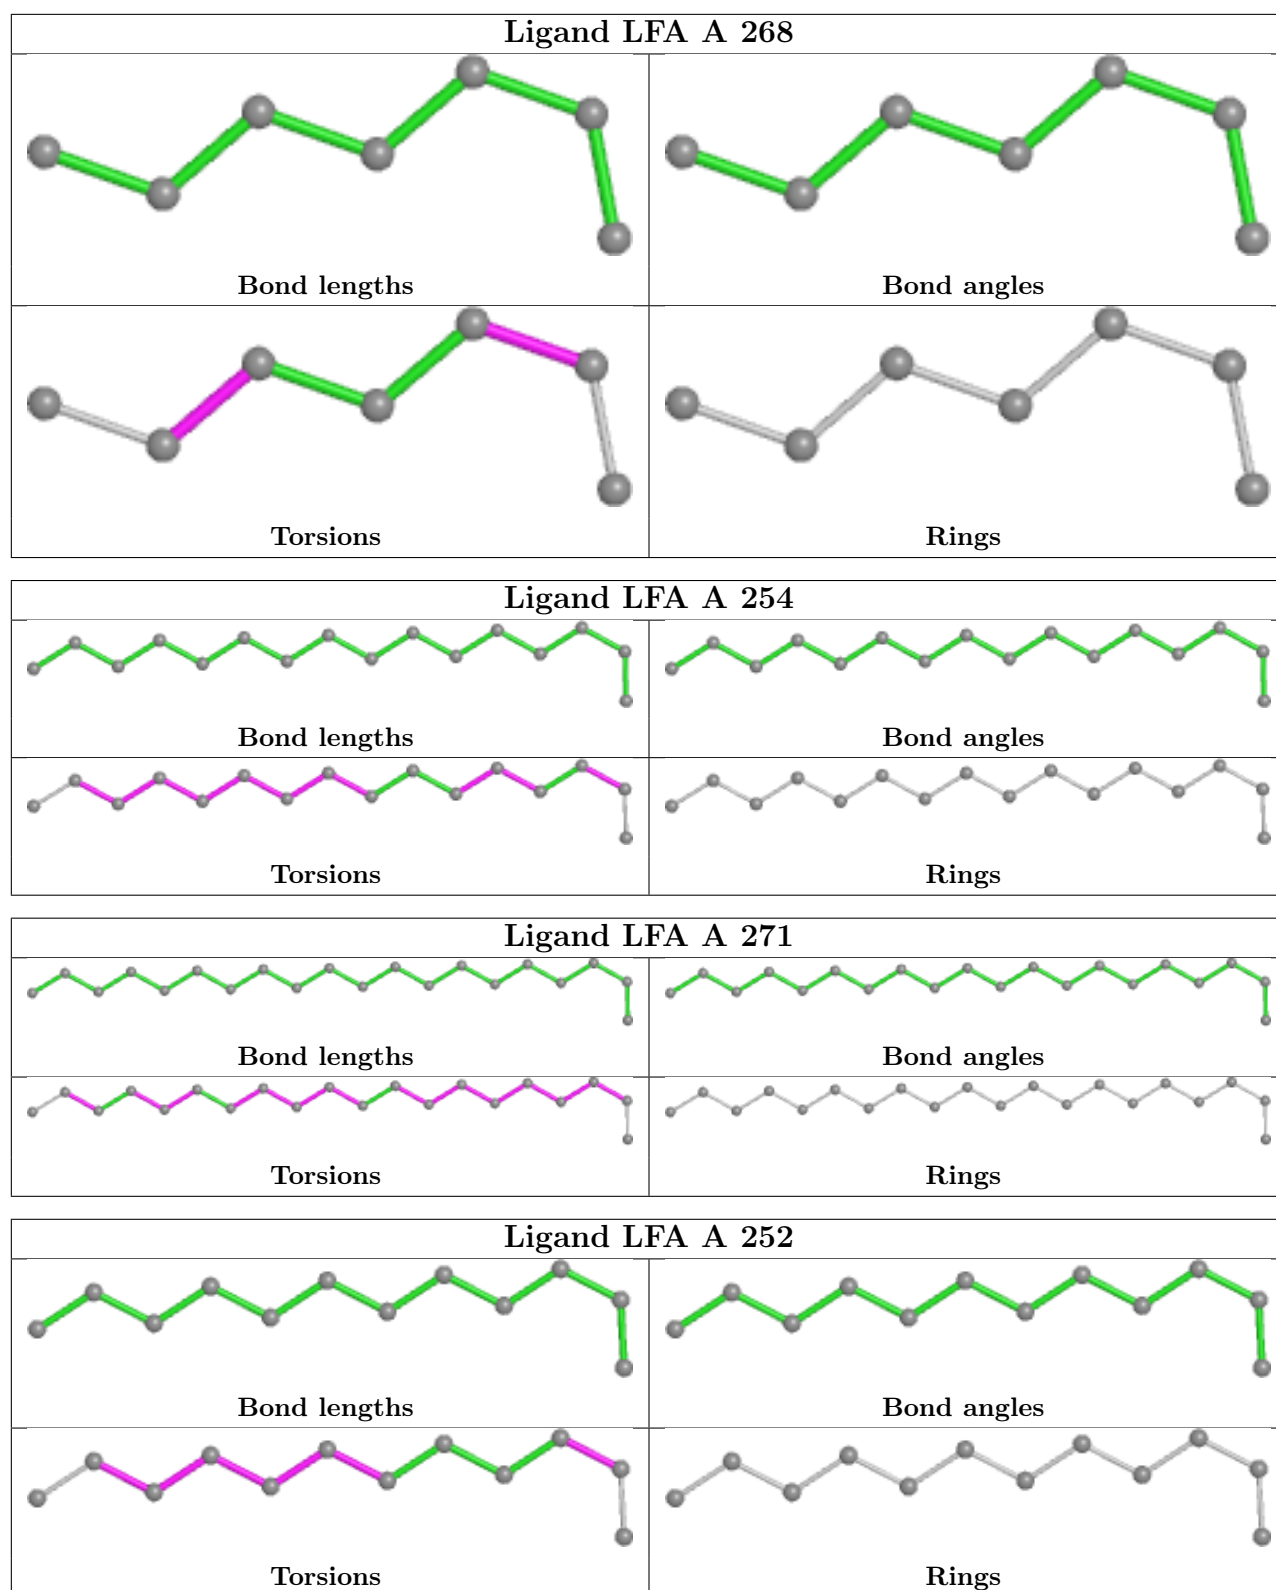 Ligand LFA A 268
Bond lengths Bond angles
Torsions Rings
Ligand LFA A 254
Bond lengths Bond angles
Torsions Rings
Ligand LFA A 271
Bond lengths Bond angles
Torsions Rings
Ligand LFA A 252
Bond lengths Bond angles
Torsions Rings